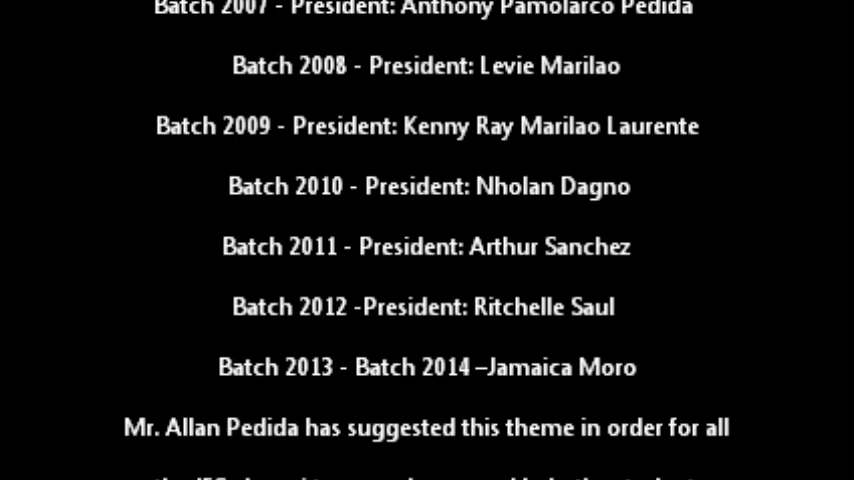 Batch 2007 - President: Anthony Pamolarco Pedida
Batch 2008 - President: Levie Marilao
Batch 2009 - President: Kenny Ray Marilao Laurente
Batch 2010 - President: Nholan Dagno
Batch 2011 - President: Arthur Sanchez
Batch 2012 -President: Ritchelle Saul
Batch 2013 - Batch 2014 –Jamaica Moro
Mr. Allan Pedida has suggested this theme in order for all